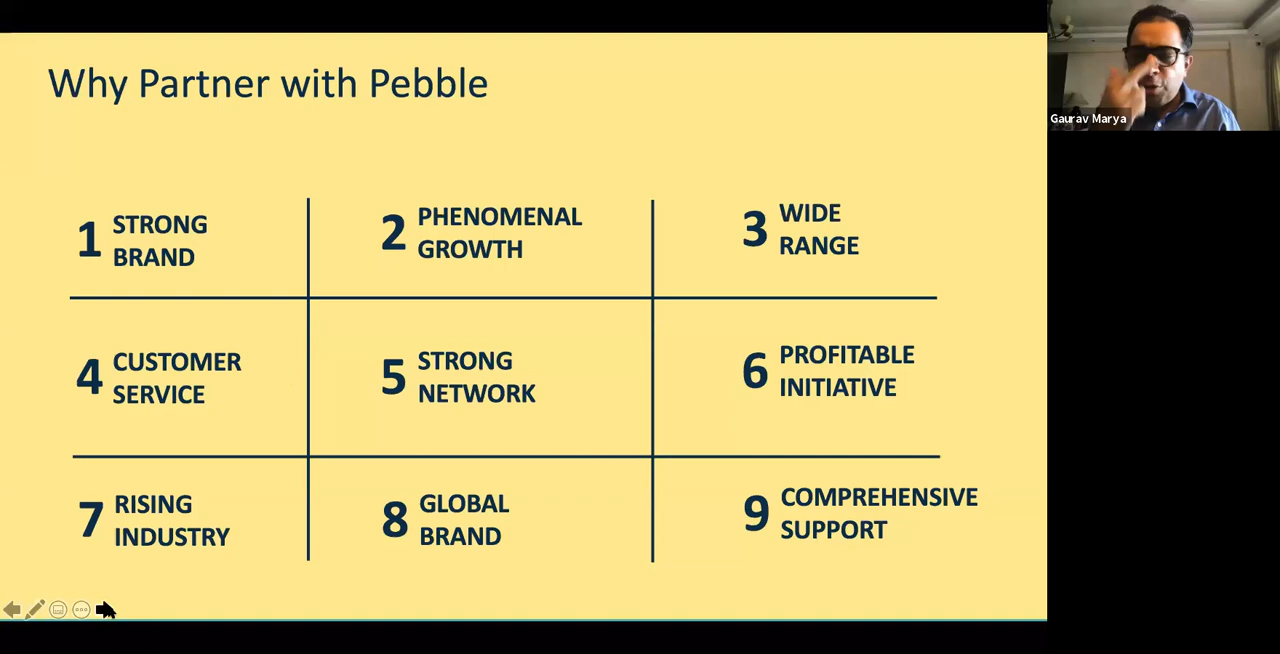 Why Partner with Pebble
Gaurav Marya
1 STRONG
BRAND
2 PHENOMENAL
GROWTH
3 WIDE
RANGE
4 CUSTOMER
SERVICE
5 STRONG
NETWORK
6 PROFITABLE
INITIATIVE
7 RISING
INDUSTRY
8 GLOBAL
BRAND
9 COMPREHENSIVE
SUPPORT